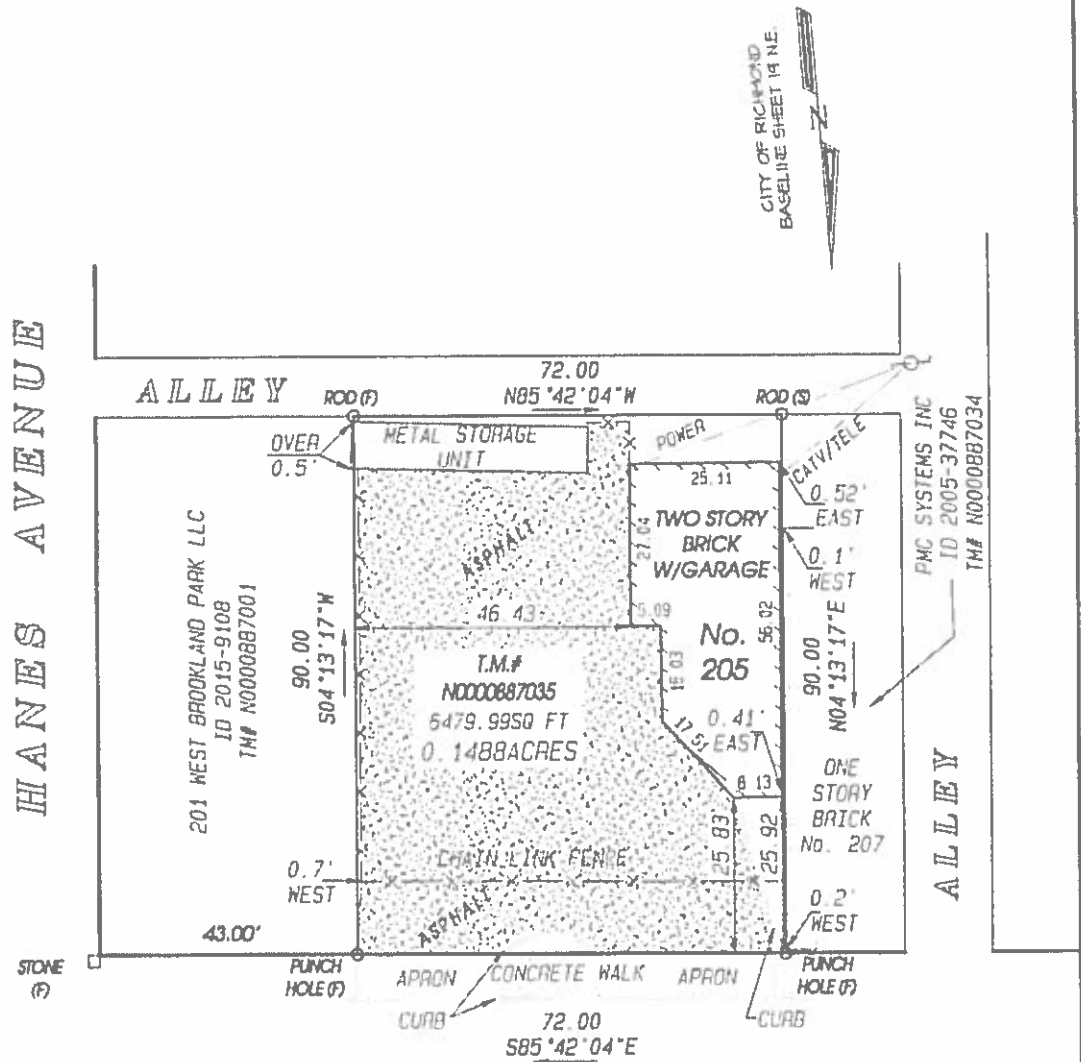 CITY OF RICHMOND
BASELINE SHEET 19 N.E.
N
HANES AVENUE
ALLEY
72.00
N85°42'04"W
ROD (F)
ROD (S)
OVER
0.5'
METAL STORAGE
UNIT
POWER
CATV/TELE
25.11
0.52'
EAST
TWO STORY
BRICK
W/GARAGE
27.04
0.1'
WEST
PMC SYSTEMS INC
ID 2005-37746
TM# N0000887034
201 WEST BROOKLAND PARK LLC
ID 2015-9108
TM# N0000887001
ASPHALT
46.43
5.09
56.02
No.
205
90.00
S04°13'17"W
90.00
N04°13'17"E
T.M.#
N0000887035
6479.99SQ FT
0.1488ACRES
17.51
0.41'
EAST
8.13
ONE
STORY
BRICK
No. 207
ALLEY
25.83
25.92
CHAIN LINK FENCE
0.7'
WEST
ASPHALT
0.2'
WEST
43.00'
STONE
(F)
PUNCH
HOLE (F)
APRON
CONCRETE WALK
APRON
PUNCH
HOLE (F)
CURB
CURB
72.00
S85°42'04"E